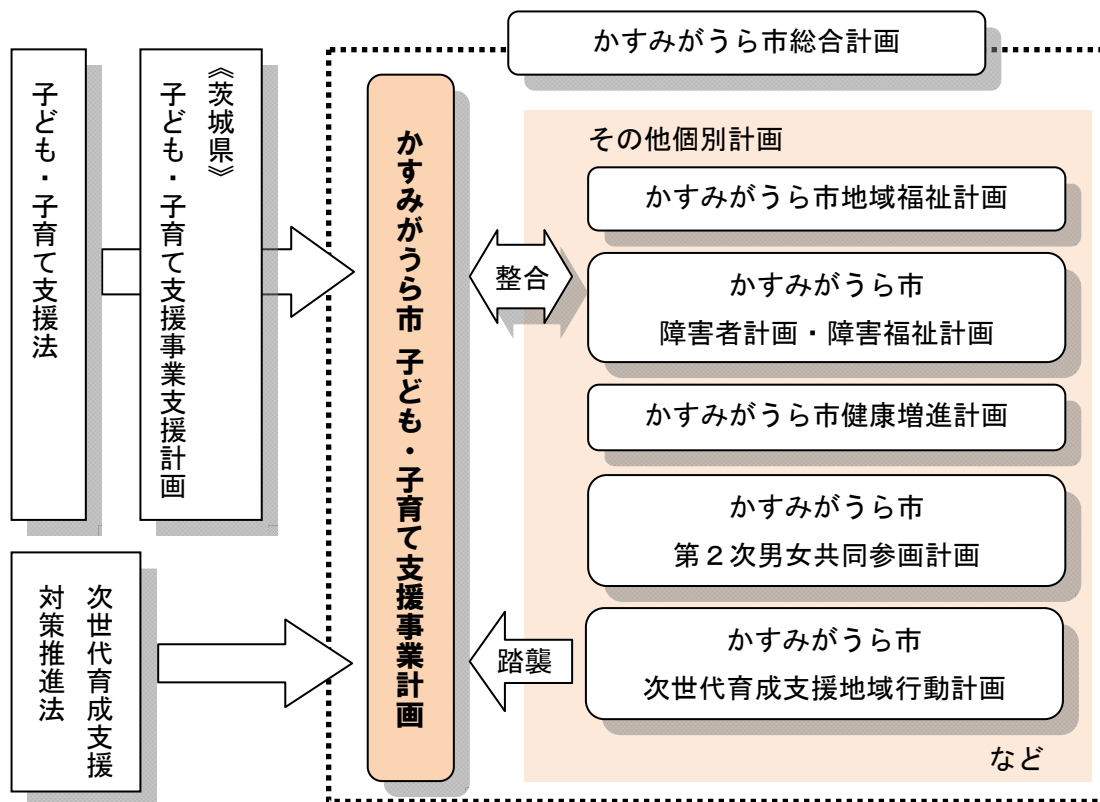 かすみがうら市総合計画
子ども・子育て支援法
《茨城県》
子ども・子育て支援事業支援計画
次世代育成支援
対策推進法
かすみがうら市 子ども・子育て支援事業計画
整合
踏襲
その他個別計画
かすみがうら市地域福祉計画
かすみがうら市
障害者計画・障害福祉計画
かすみがうら市健康増進計画
かすみがうら市
第２次男女共同参画計画
かすみがうら市
次世代育成支援地域行動計画
など